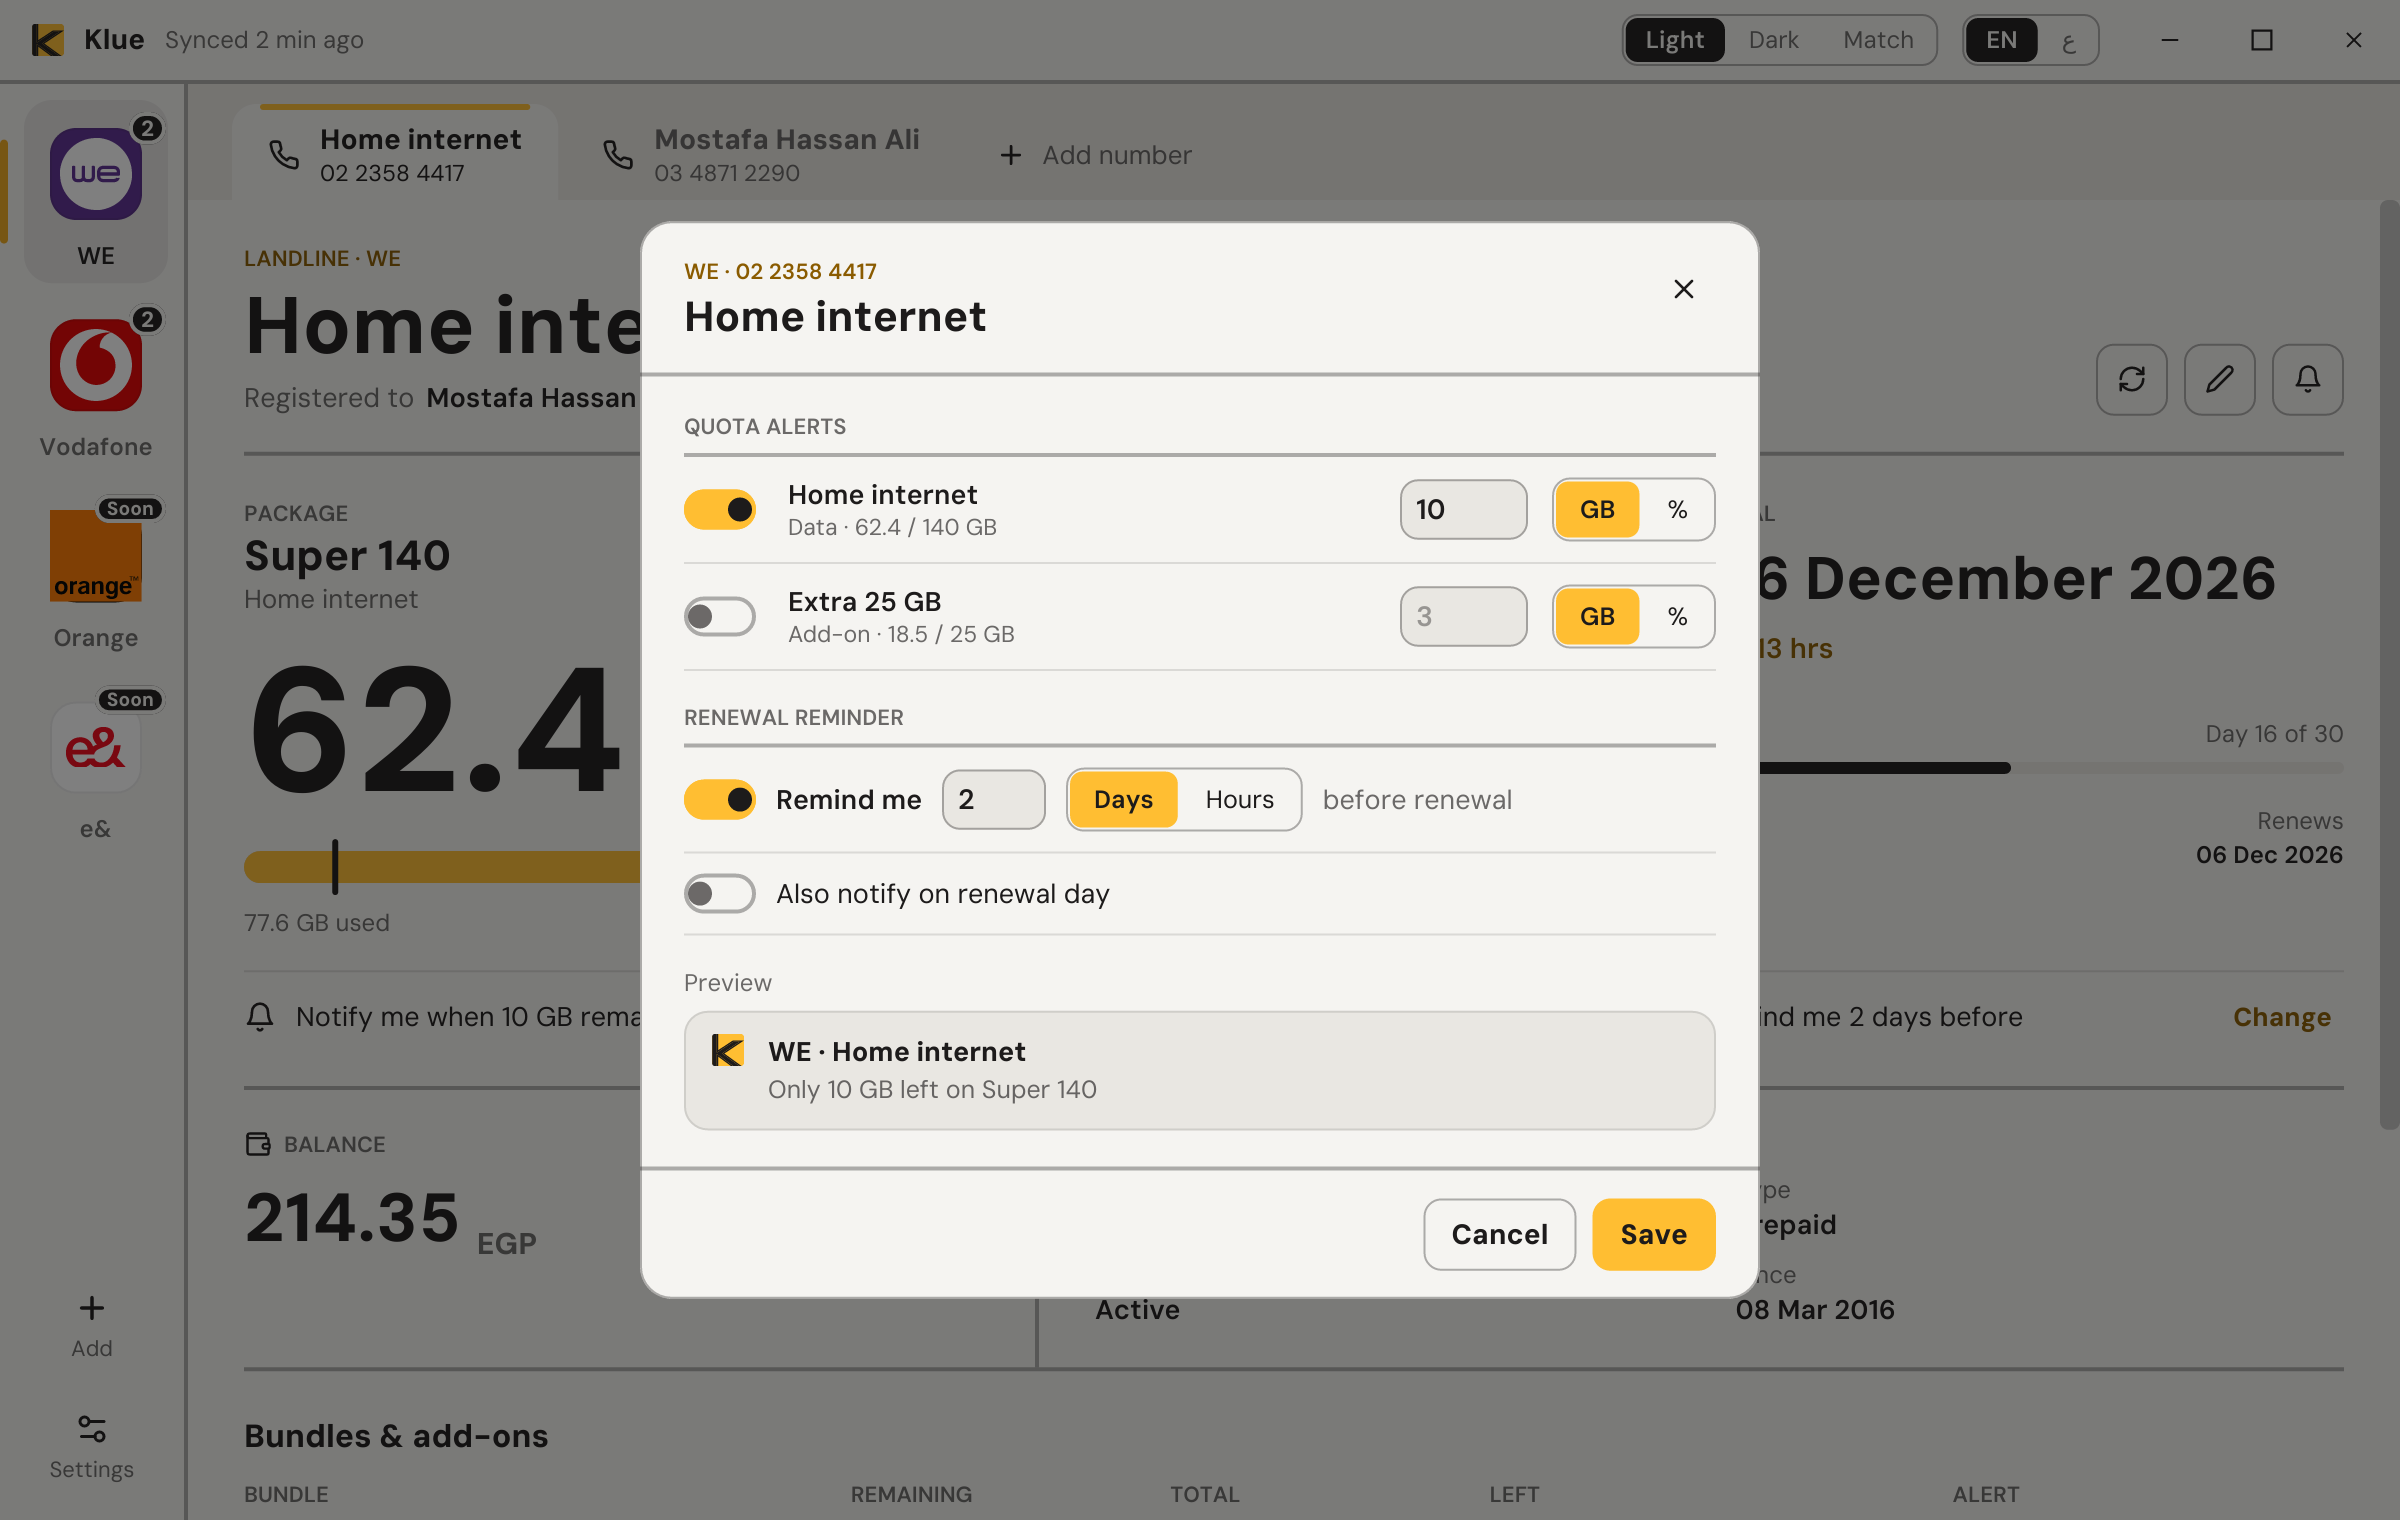 Klue Synced 2 min ago
Light Dark Match
EN ع
WE
2
WE
2
Vodafone
Soon
orange™
Orange
Soon
e&
e&
Add
Settings
Home internet
02 2358 4417
Mostafa Hassan Ali
03 4871 2290
Add number
LANDLINE · WE
Home inte
Registered to Mostafa Hassan
PACKAGE
Super 140
Home internet
62.4
77.6 GB used
Notify me when 10 GB rema
BALANCE
214.35 EGP
WE · 02 2358 4417
Home internet
QUOTA ALERTS
Home internet
Data · 62.4 / 140 GB
10 GB %
Extra 25 GB
Add-on · 18.5 / 25 GB
3 GB %
RENEWAL REMINDER
Remind me 2 Days Hours before renewal
Also notify on renewal day
Preview
WE · Home internet
Only 10 GB left on Super 140
Cancel Save
AL
6 December 2026
13 hrs
Day 16 of 30
Renews
06 Dec 2026
ind me 2 days before
Change
ype
repaid
nce
Active
08 Mar 2016
Bundles & add-ons
BUNDLE REMAINING TOTAL LEFT ALERT